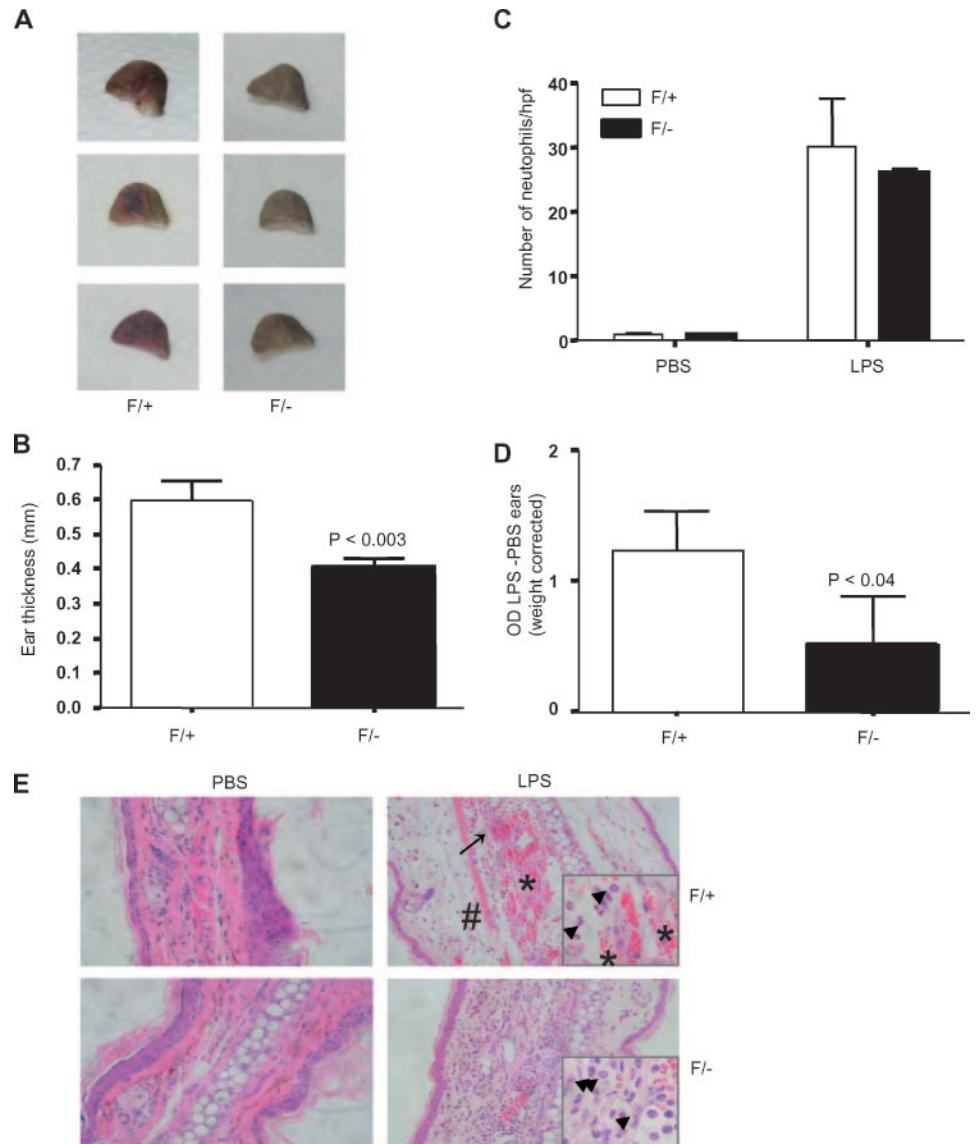 A
F/+ F/-
B
Ear thickness (mm)
0.7
0.6
0.5
0.4
0.3
0.2
0.1
0.0
P < 0.003
F/+ F/-
C
Number of neutophils/hpf
40
30
20
10
0
F/+
F/-
PBS LPS
D
OD LPS -PBS ears
(weight corrected)
2
1
0
P < 0.04
F/+ F/-
E
PBS LPS
*
#
* *
F/+
F/-